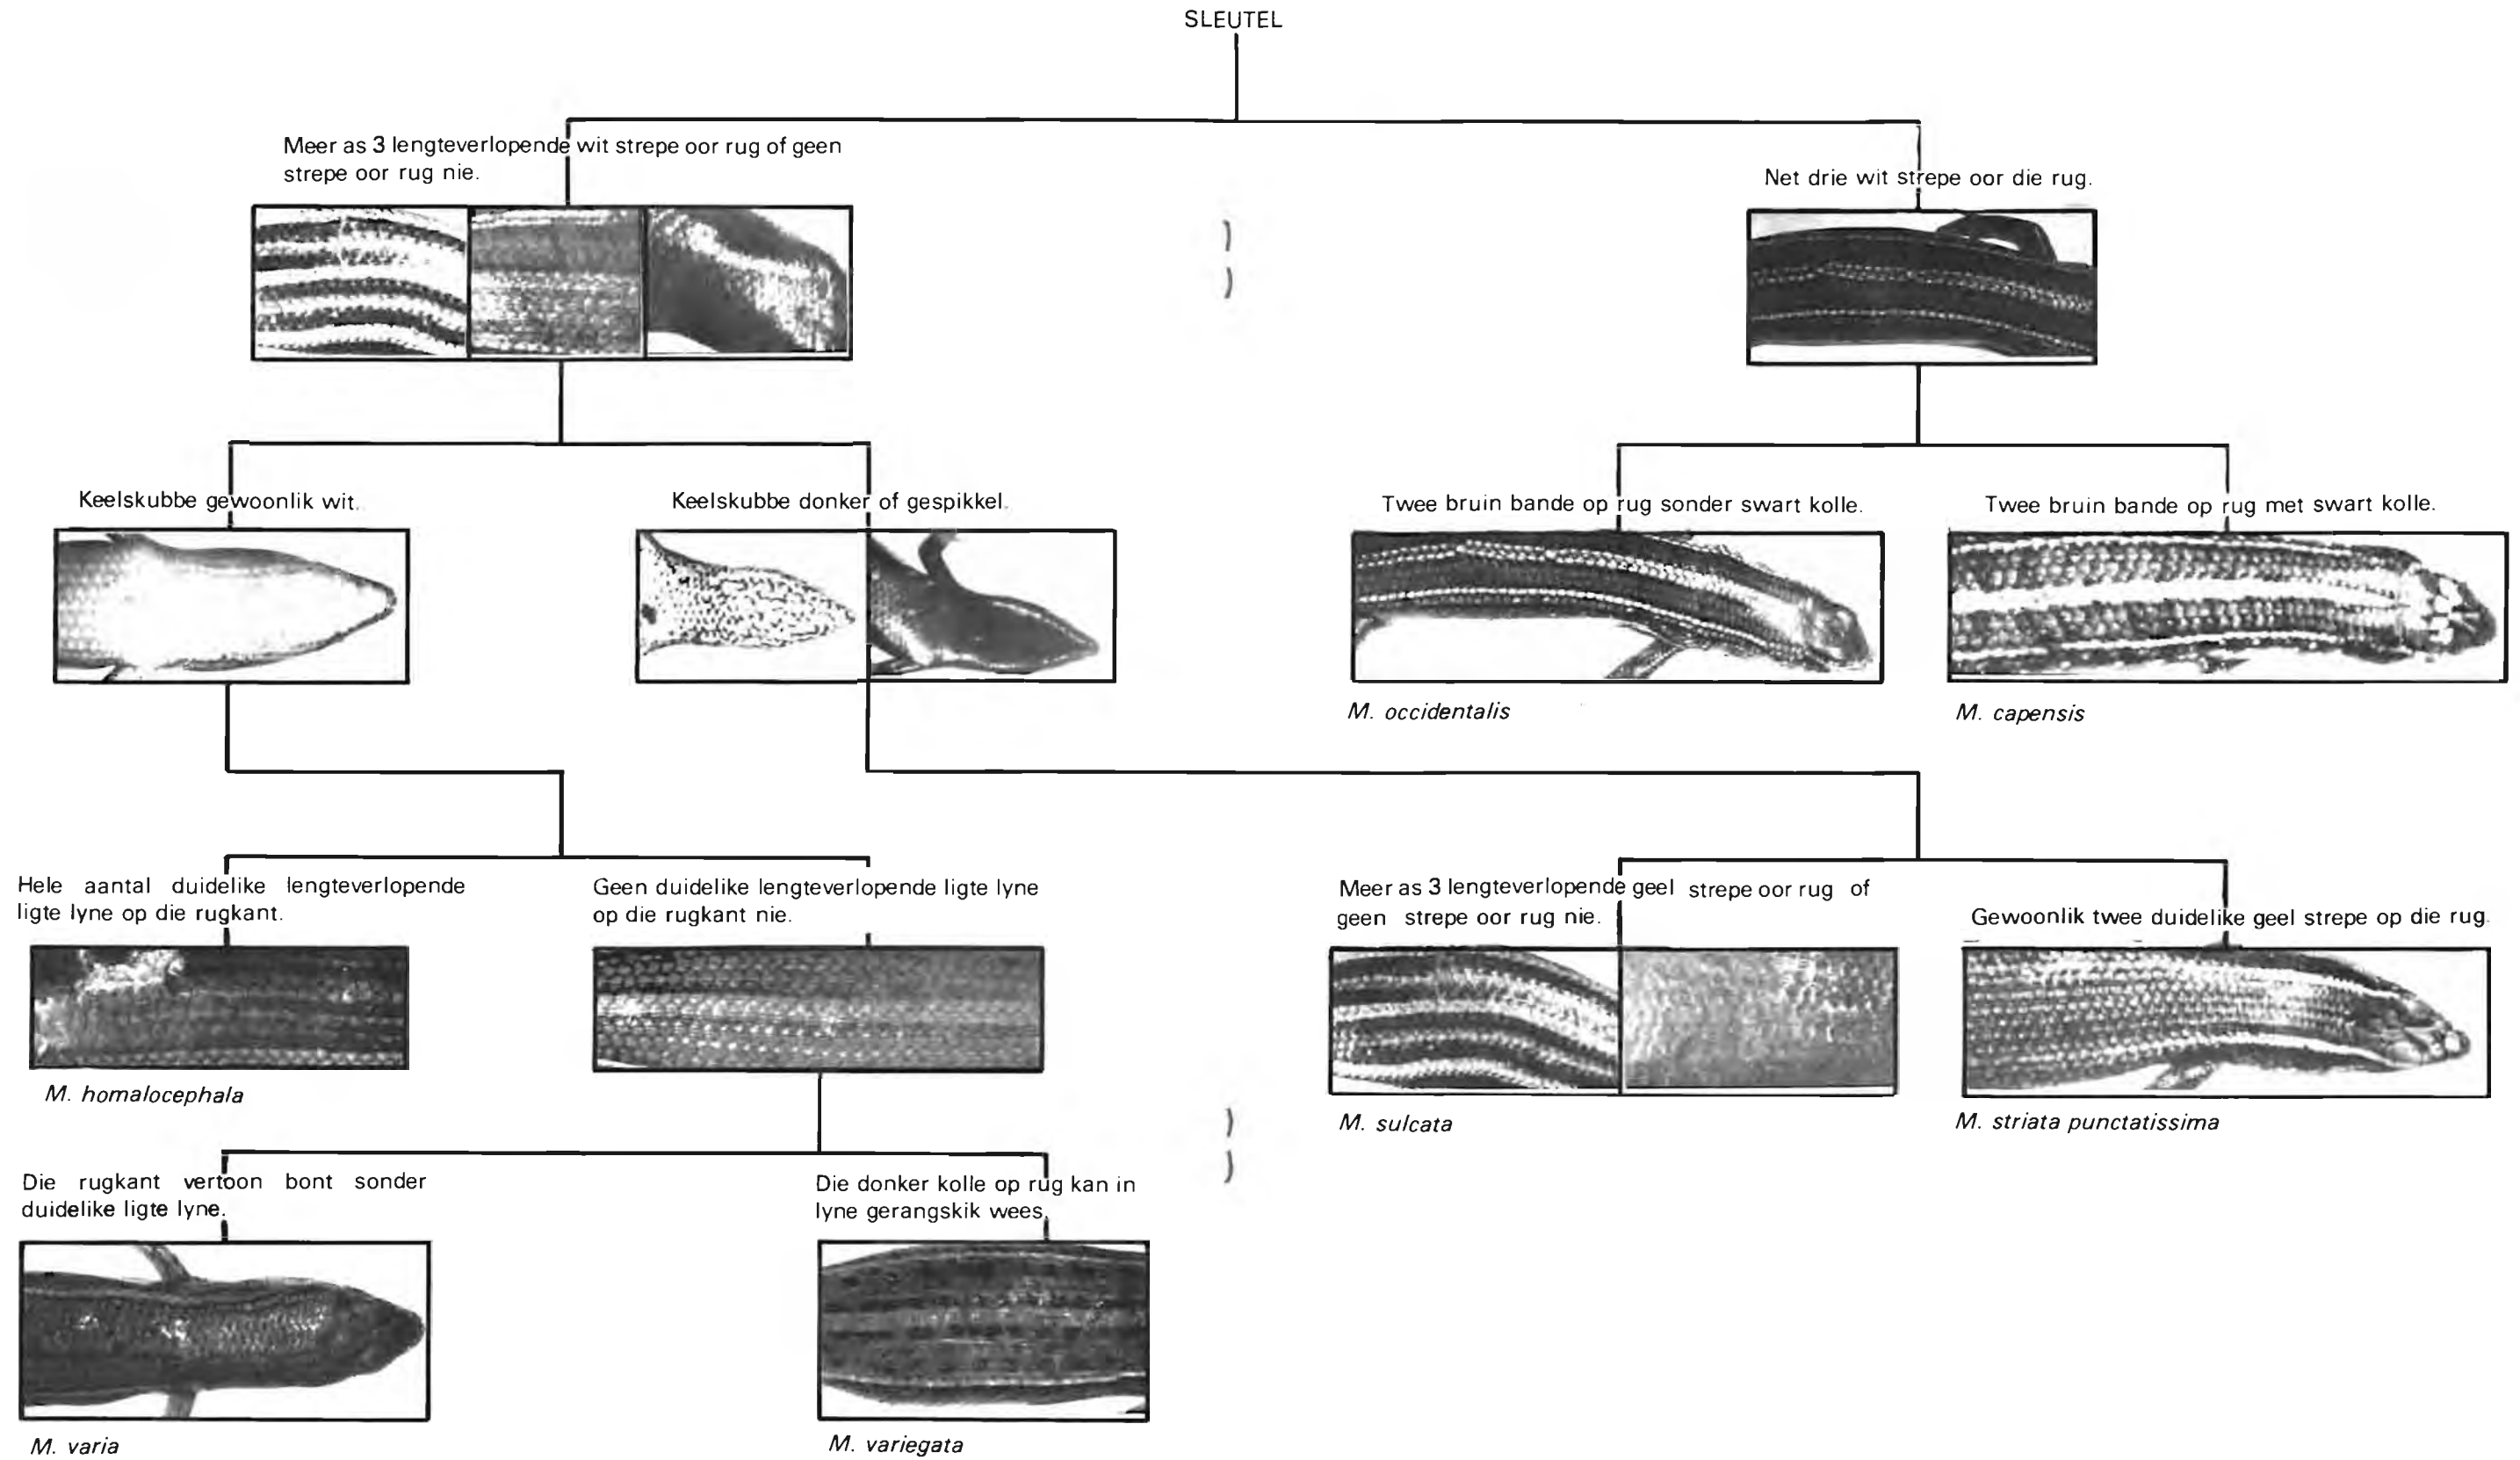 SLEUTEL
Meer as 3 lengteverlopende wit strepe oor rug of geen
strepe oor rug nie.
Net drie wit strepe oor die rug.
Keelskubbe gewoonlik wit.
Keelskubbe donker of gespikkel.
Twee bruin bande op rug sonder swart kolle.
Twee bruin bande op rug met swart kolle.
M. occidentalis
M. capensis
Hele aantal duidelike lengteverlopende
ligte lyne op die rugkant.
Geen duidelike lengteverlopende ligte lyne
op die rugkant nie.
Meer as 3 lengteverlopende geel strepe oor rug of
geen strepe oor rug nie.
Gewoonlik twee duidelike geel strepe op die rug.
M. homalocephala
M. sulcata
M. striata punctatissima
Die rugkant vertoon bont sonder
duidelike ligte lyne.
Die donker kolle op rug kan in
lyne gerangskik wees.
M. varia
M. variegata